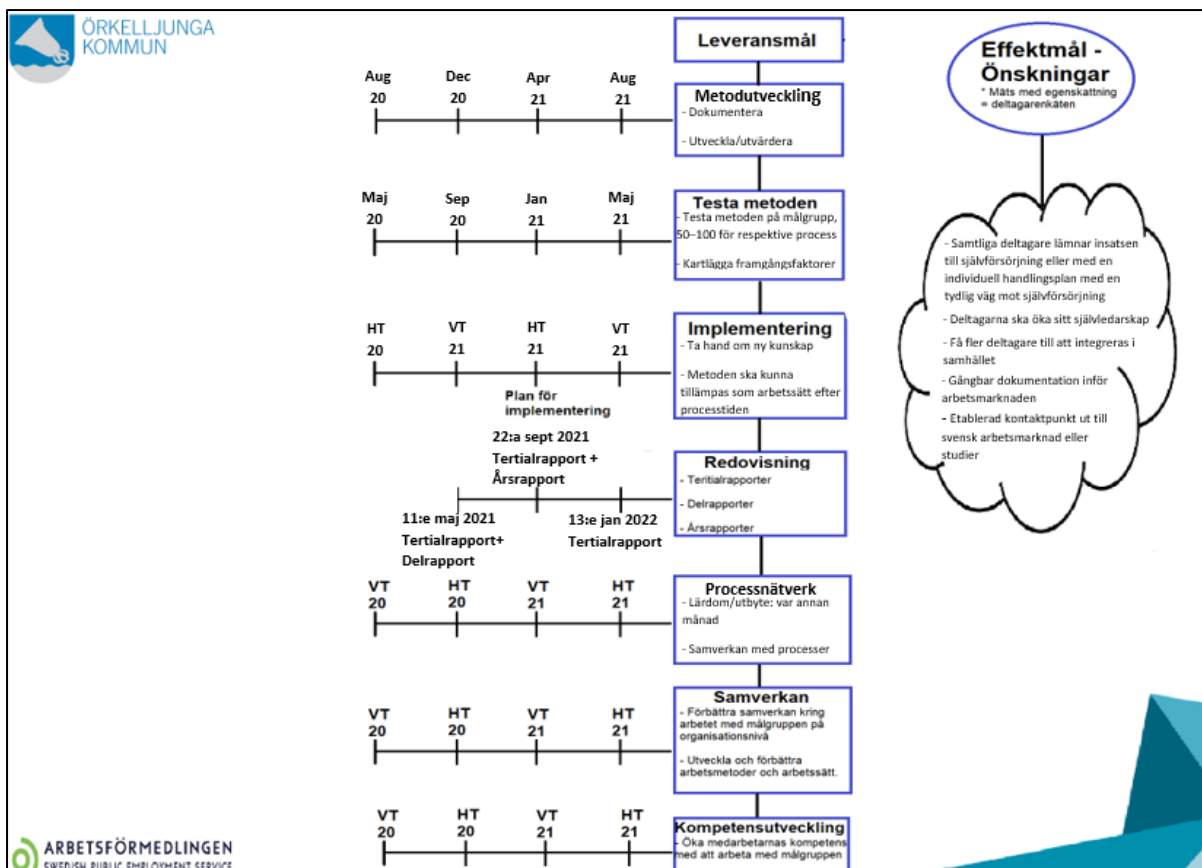 ÖRKELLJUNGA
KOMMUN
Leveransmål
Effektmål -
Önskningar
* Mäts med egenskattning
= deltagarenkäten
Aug Dec Apr Aug
20 20 21 21
Metodutveckling
- Dokumentera
- Utveckla/utvärdera
Maj Sep Jan Maj
20 20 21 21
Testa metoden
- Testa metoden på målgrupp,
50–100 för respektive process
- Kartlägga framgångsfaktorer
- Samtliga deltagare lämnar insatsen
till självförsörjning eller med en
individuell handlingsplan med en
tydlig väg mot självförsörjning
- Deltagarna ska öka sitt självledarskap
- Få fler deltagare till att integreras i
samhället
- Gångbar dokumentation inför
arbetsmarknaden
- Etablerad kontaktpunkt ut till
svensk arbetsmarknad eller
studier
HT VT HT VT
20 21 21 21
Plan för
implementering
Implementering
- Ta hand om ny kunskap
- Metoden ska kunna
tillämpas som arbetssätt efter
processtiden
22:a sept 2021
Tertialrapport +
Årsrapport
11:e maj 2021
Tertialrapport+
Delrapport
13:e jan 2022
Tertialrapport
Redovisning
- Teritialrapporter
- Delrapporter
- Årsrapporter
VT HT VT HT
20 20 21 21
Processnätverk
- Lärdom/utbyte: var annan
månad
- Samverkan med processer
VT HT VT HT
20 20 21 21
Samverkan
- Förbättra samverkan kring
arbetet med målgruppen på
organisationsnivå
- Utveckla och förbättra
arbetsmetoder och arbetssätt.
VT HT VT HT
20 20 21 21
Kompetensutveckling
- Öka medarbetarnas kompetens
med att arbeta med målgruppen
ARBETSFÖRMEDLINGEN
SWEDISH PUBLIC EMPLOYMENT SERVICE